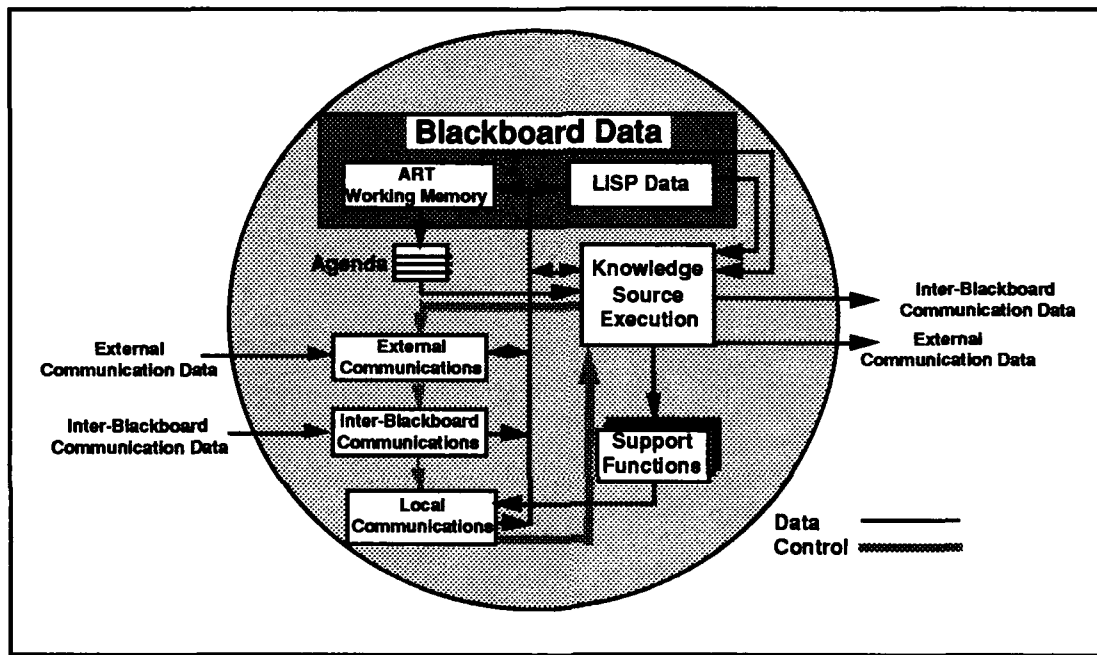 Blackboard Data
ART
Working Memory
LISP Data
Agenda
Knowledge
Source
Execution
Inter-Blackboard
Communication Data
External
Communication Data
External
Communication Data
External
Communications
Inter-Blackboard
Communication Data
Inter-Blackboard
Communications
Support
Functions
Local
Communications
Data
Control